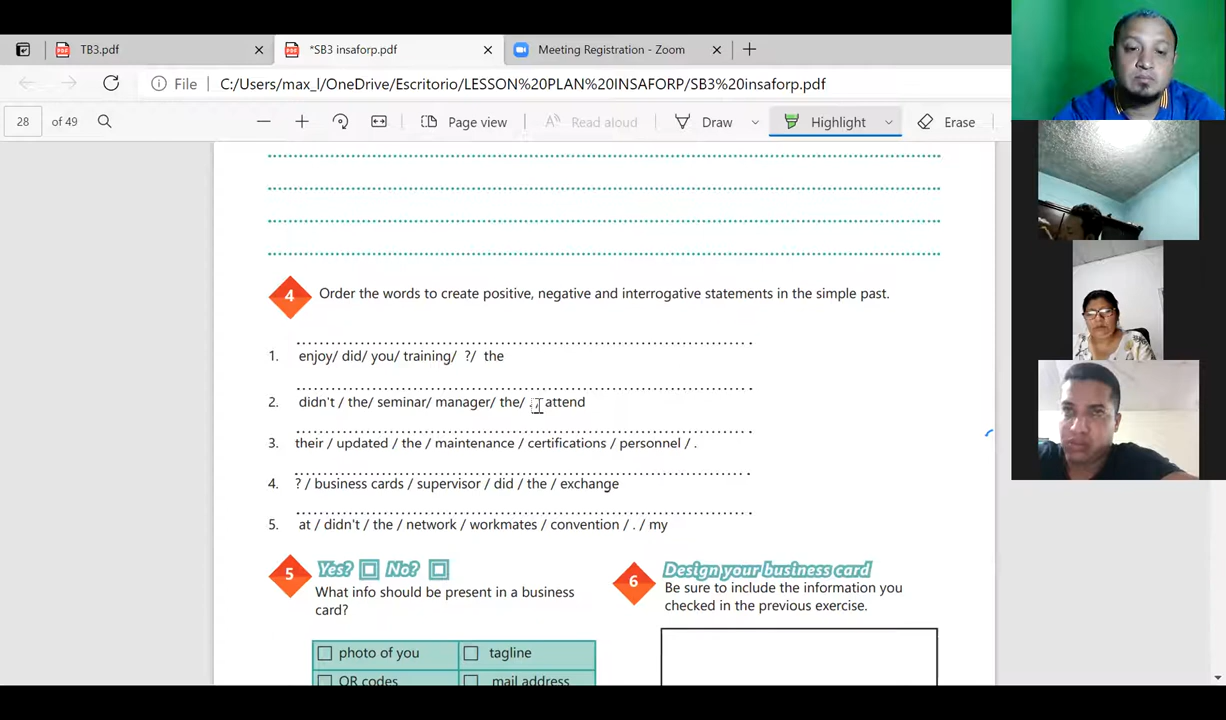 TB3.pdf
*SB3 insaforp.pdf
Meeting Registration - Zoom
File
C:/Users/max_l/OneDrive/Escritorio/LESSON%20PLAN%20INSAFORP/SB3%20insaforp.pdf
28 of 49
Page view
Read aloud
Draw
Highlight
Erase
4 Order the words to create positive, negative and interrogative statements in the simple past.
1. enjoy/ did/ you/ training/ ?/ the
2. didn't / the/ seminar/ manager/ the/ attend
3. their / updated / the / maintenance / certifications / personnel / .
4. ? / business cards / supervisor / did / the / exchange
5. at / didn't / the / network / workmates / convention / . / my
5 Yes? No?
What info should be present in a business
card?
photo of you
tagline
QR codes
mail address
6 Design your business card
Be sure to include the information you
checked in the previous exercise.